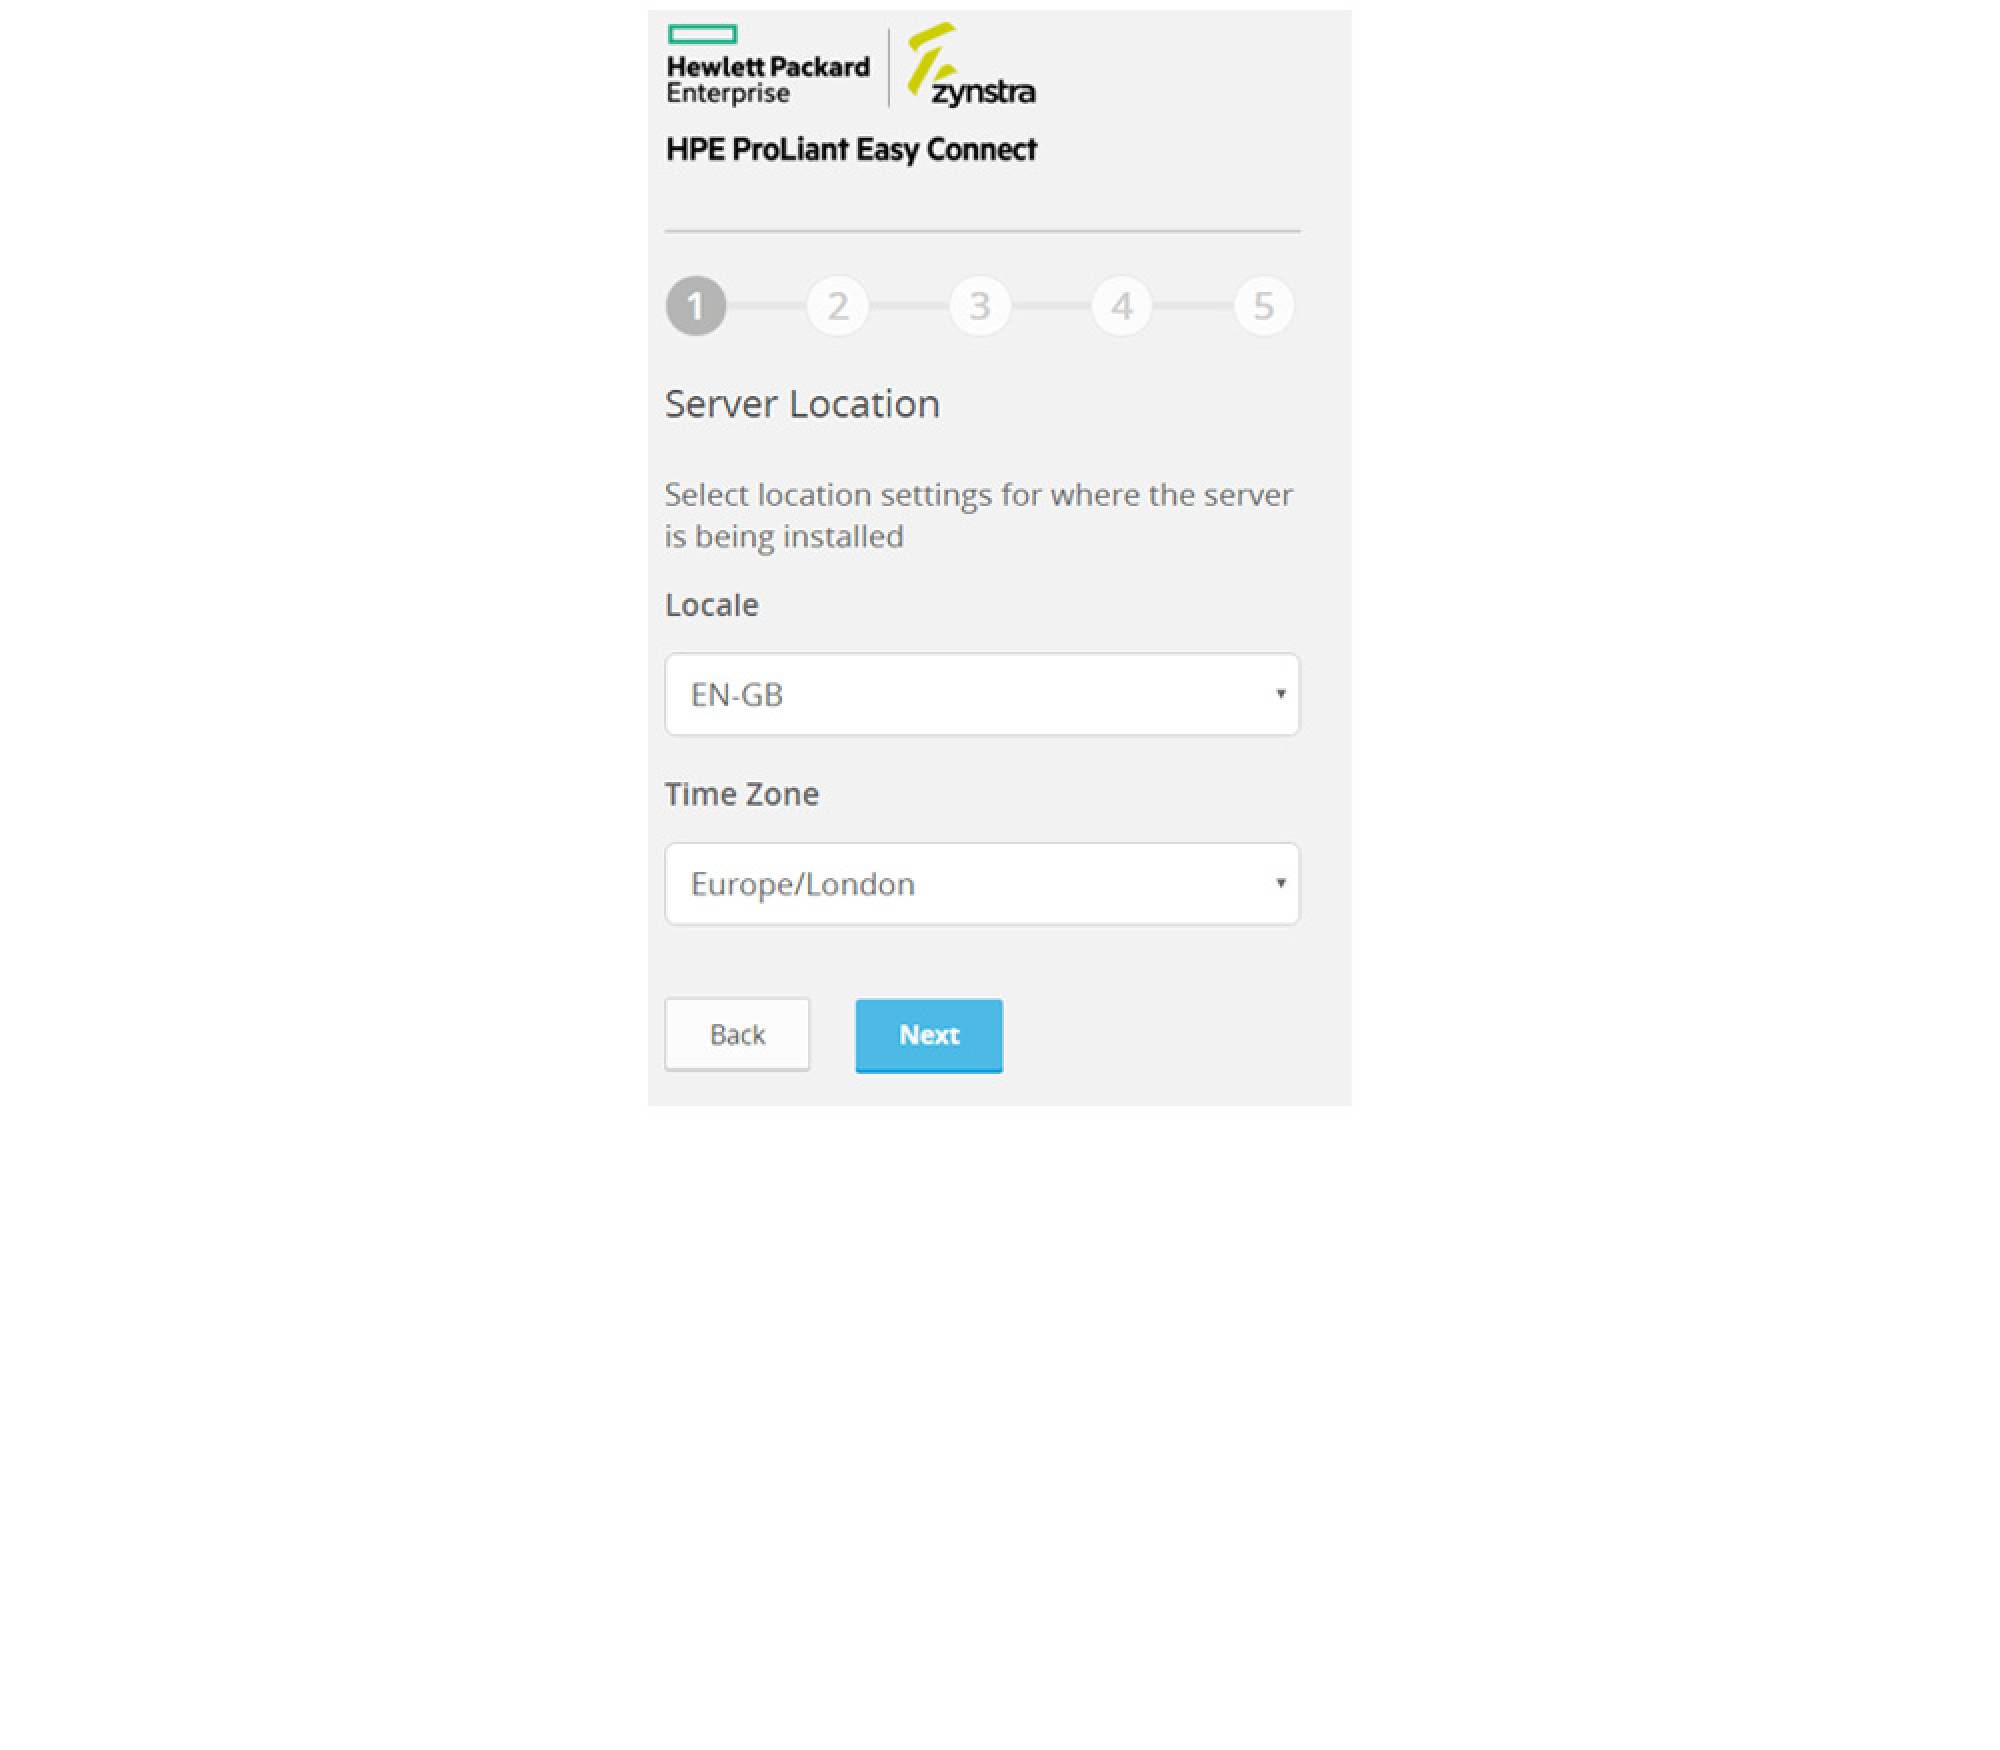 Hewlett Packard
Enterprise
zynstra
HPE ProLiant Easy Connect
1 2 3 4 5
Server Location
Select location settings for where the server
is being installed
Locale
EN-GB
Time Zone
Europe/London
Back Next